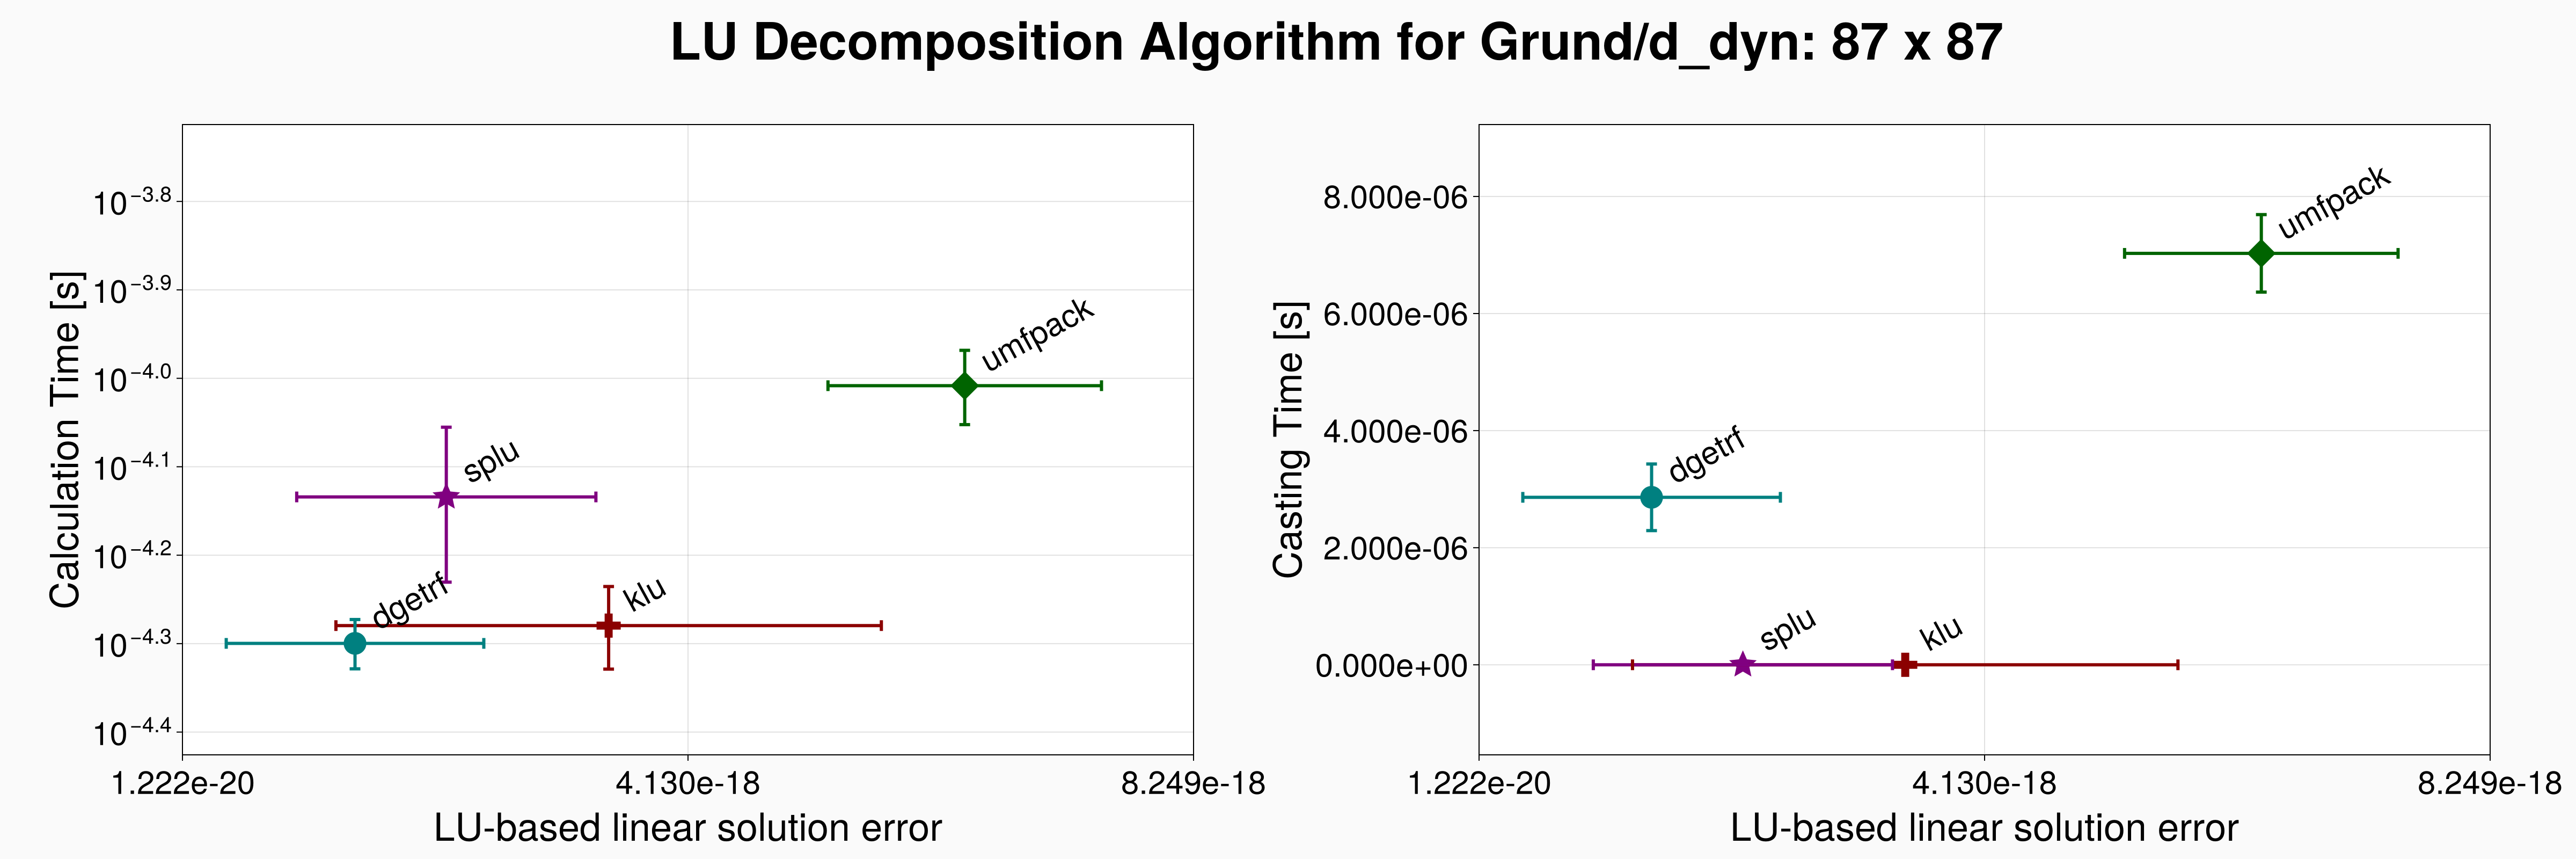 LU Decomposition Algorithm for Grund/d_dyn: 87 x 87
Calculation Time [s]
10^−3.8
10^−3.9
10^−4.0
10^−4.1
10^−4.2
10^−4.3
10^−4.4
umfpack
splu
dgetrf
klu
1.222e-20
4.130e-18
8.249e-18
LU-based linear solution error
Casting Time [s]
8.000e-06
6.000e-06
4.000e-06
2.000e-06
0.000e+00
umfpack
dgetrf
splu
klu
1.222e-20
4.130e-18
8.249e-18
LU-based linear solution error